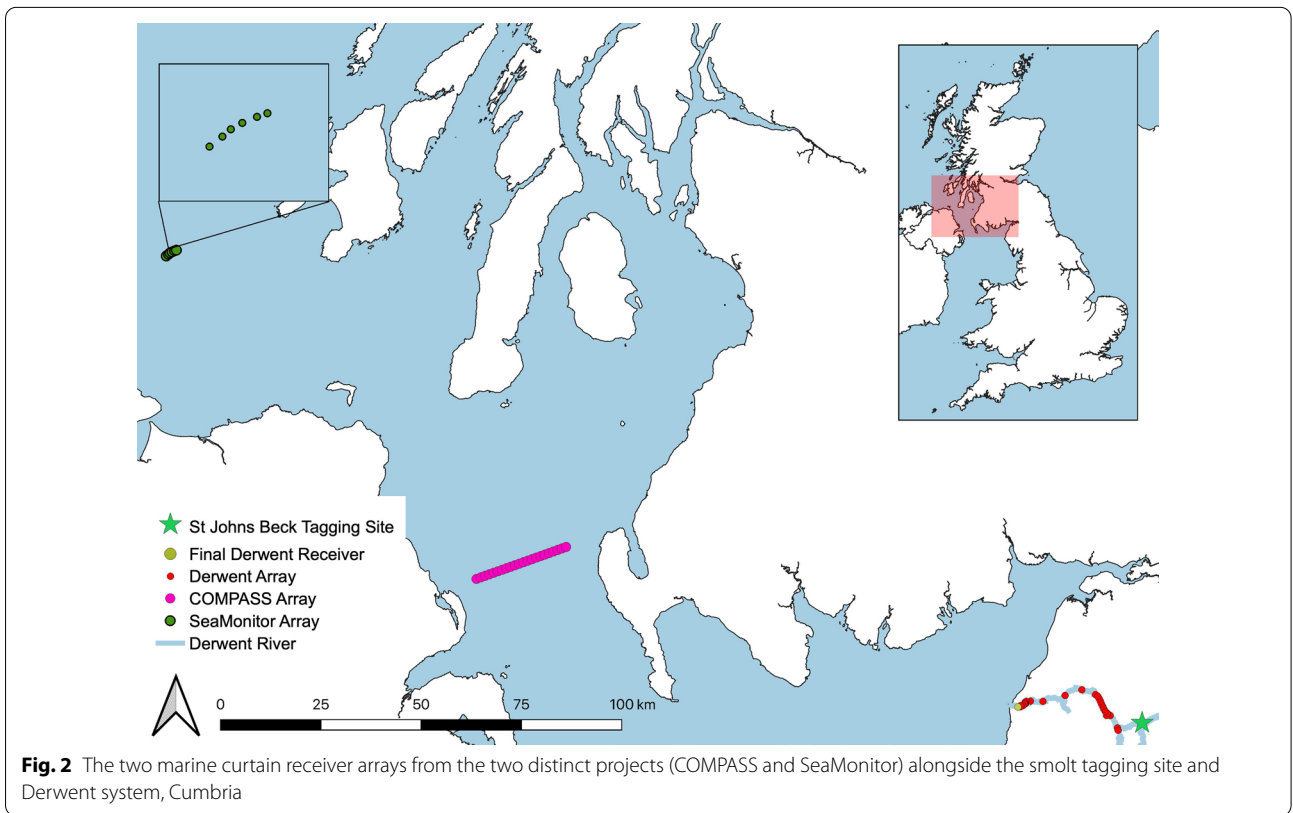 St Johns Beck Tagging Site
Final Derwent Receiver
Derwent Array
COMPASS Array
SeaMonitor Array
Derwent River
0 25 50 75 100 km
Fig. 2 The two marine curtain receiver arrays from the two distinct projects (COMPASS and SeaMonitor) alongside the smolt tagging site and
Derwent system, Cumbria